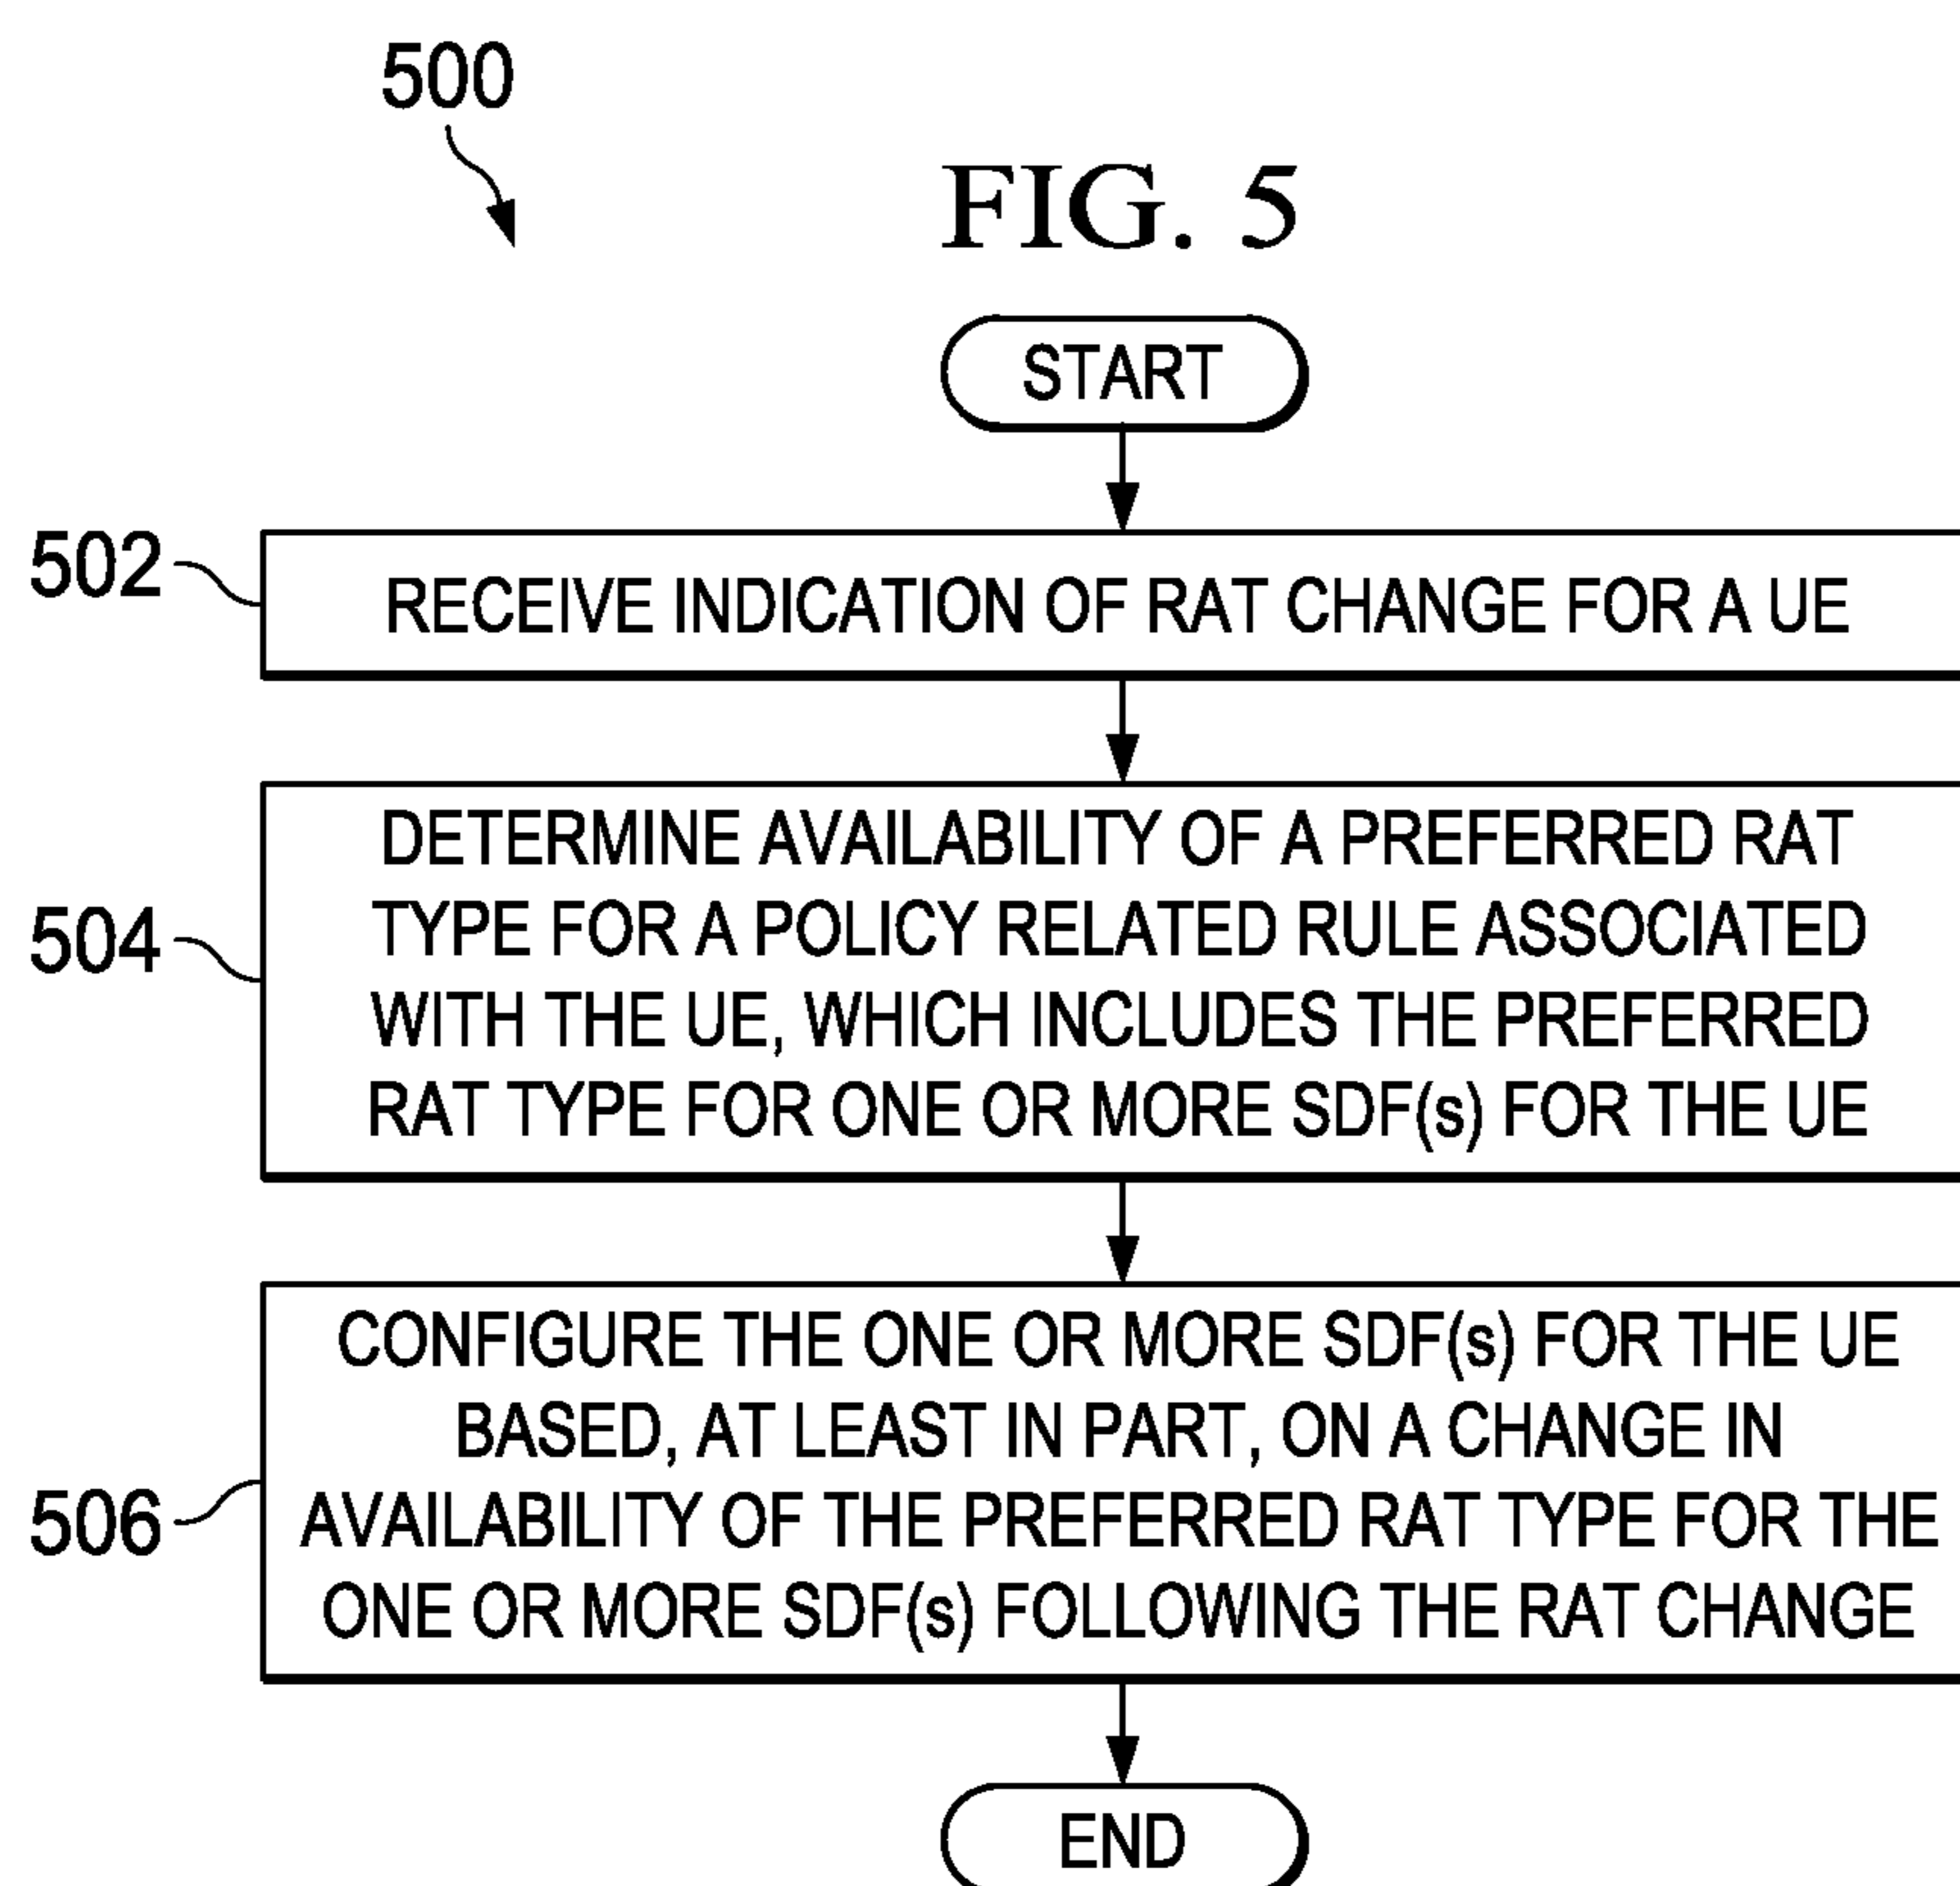 500
FIG. 5
START
502
RECEIVE INDICATION OF RAT CHANGE FOR A UE
504
DETERMINE AVAILABILITY OF A PREFERRED RAT
TYPE FOR A POLICY RELATED RULE ASSOCIATED
WITH THE UE, WHICH INCLUDES THE PREFERRED
RAT TYPE FOR ONE OR MORE SDF(s) FOR THE UE
506
CONFIGURE THE ONE OR MORE SDF(s) FOR THE UE
BASED, AT LEAST IN PART, ON A CHANGE IN
AVAILABILITY OF THE PREFERRED RAT TYPE FOR THE
ONE OR MORE SDF(s) FOLLOWING THE RAT CHANGE
END